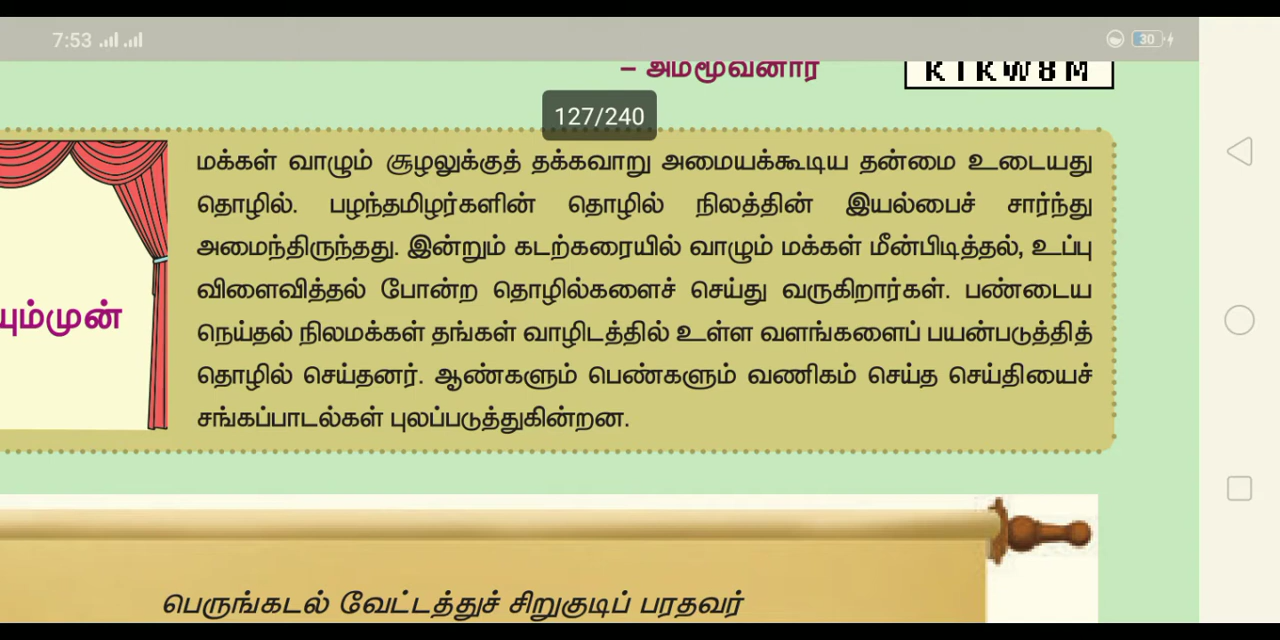 7:53
30
– அம்மூவனார்
K1KW8M
127/240
மக்கள் வாழும் சூழலுக்குத் தக்கவாறு அமையக்கூடிய தன்மை உடையது
தொழில். பழந்தமிழர்களின் தொழில் நிலத்தின் இயல்பைச் சார்ந்து
அமைந்திருந்தது. இன்றும் கடற்கரையில் வாழும் மக்கள் மீன்பிடித்தல், உப்பு
விளைவித்தல் போன்ற தொழில்களைச் செய்து வருகிறார்கள். பண்டைய
நெய்தல் நிலமக்கள் தங்கள் வாழிடத்தில் உள்ள வளங்களைப் பயன்படுத்தித்
தொழில் செய்தனர். ஆண்களும் பெண்களும் வணிகம் செய்த செய்தியைச்
சங்கப்பாடல்கள் புலப்படுத்துகின்றன.
யும்முன்
பெருங்கடல் வேட்டத்துச் சிறுகுடிப் பரதவர்